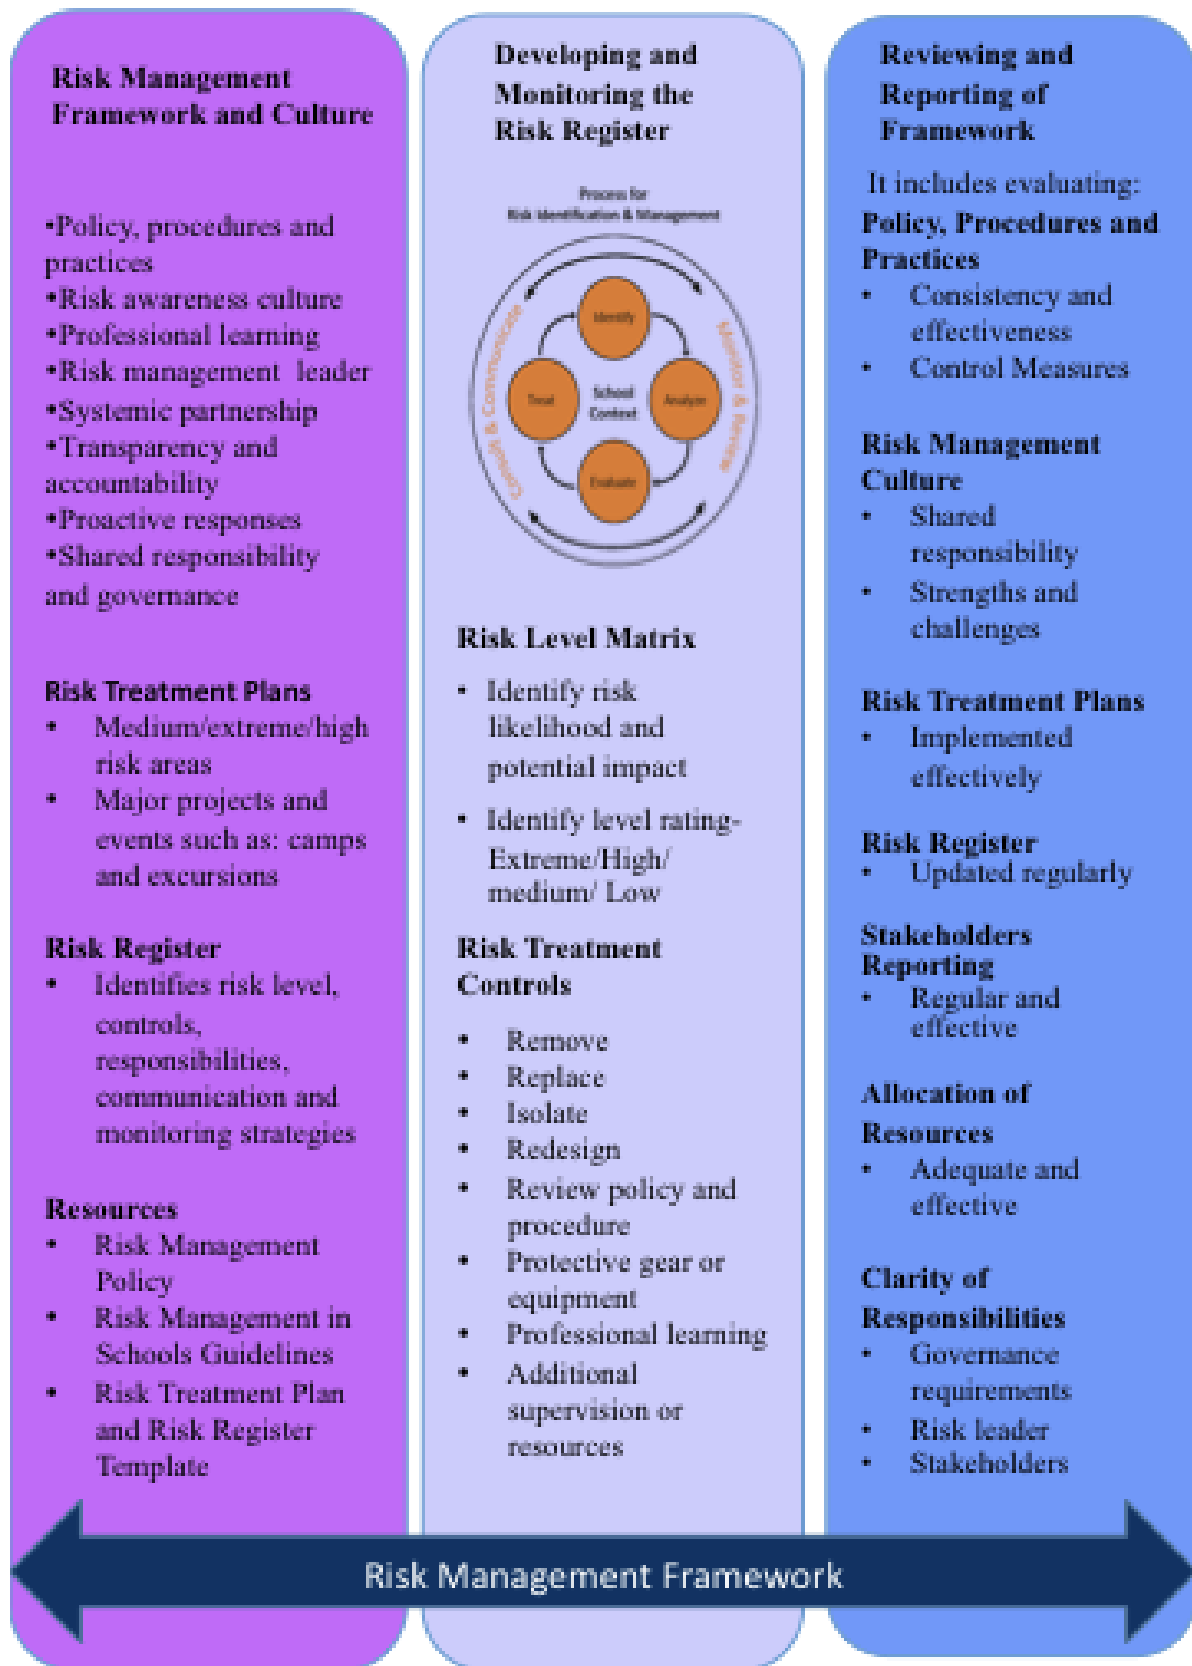 Risk Management
Framework and Culture
•Policy, procedures and
practices
•Risk awareness culture
•Professional learning
•Risk management leader
•Systemic partnership
•Transparency and
accountability
•Proactive responses
•Shared responsibility
and governance
Risk Treatment Plans
• Medium/extreme/high
risk areas
• Major projects and
events such as: camps
and excursions
Risk Register
• Identifies risk level,
controls,
responsibilities,
communication and
monitoring strategies
Resources
• Risk Management
Policy
• Risk Management in
Schools Guidelines
• Risk Treatment Plan
and Risk Register
Template
Developing and
Monitoring the
Risk Register
Process for
Risk Identification & Management
Consult & Communicate
Monitor & Review
Identify
Treat
School
Context
Analyze
Evaluate
Risk Level Matrix
• Identify risk
likelihood and
potential impact
• Identify level rating-
Extreme/High/
medium/ Low
Risk Treatment
Controls
• Remove
• Replace
• Isolate
• Redesign
• Review policy and
procedure
• Protective gear or
equipment
• Professional learning
• Additional
supervision or
resources
Reviewing and
Reporting of
Framework
It includes evaluating:
Policy, Procedures and
Practices
• Consistency and
effectiveness
• Control Measures
Risk Management
Culture
• Shared
responsibility
• Strengths and
challenges
Risk Treatment Plans
• Implemented
effectively
Risk Register
• Updated regularly
Stakeholders
Reporting
• Regular and
effective
Allocation of
Resources
• Adequate and
effective
Clarity of
Responsibilities
• Governance
requirements
• Risk leader
• Stakeholders
Risk Management Framework